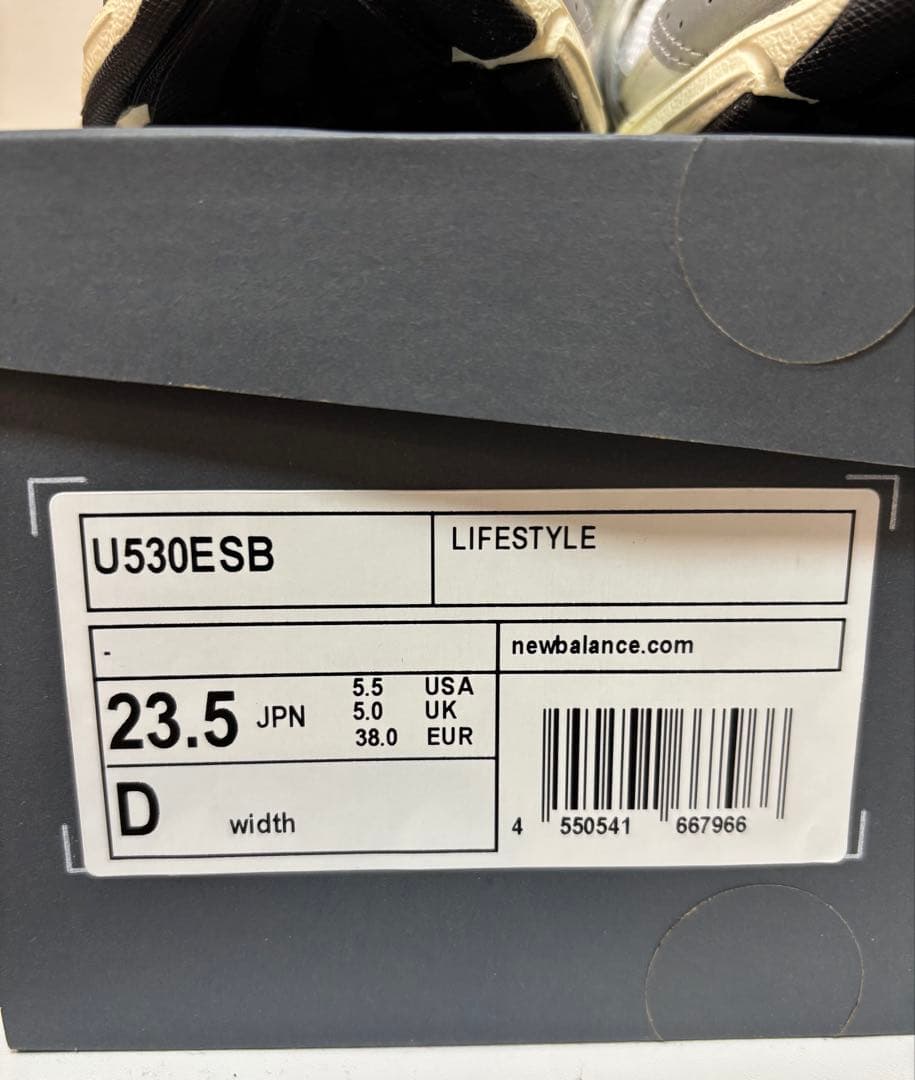 U530ESB
LIFESTYLE
-
newbalance.com
23.5 JPN
5.5 USA
5.0 UK
38.0 EUR
D width
4 550541 667966